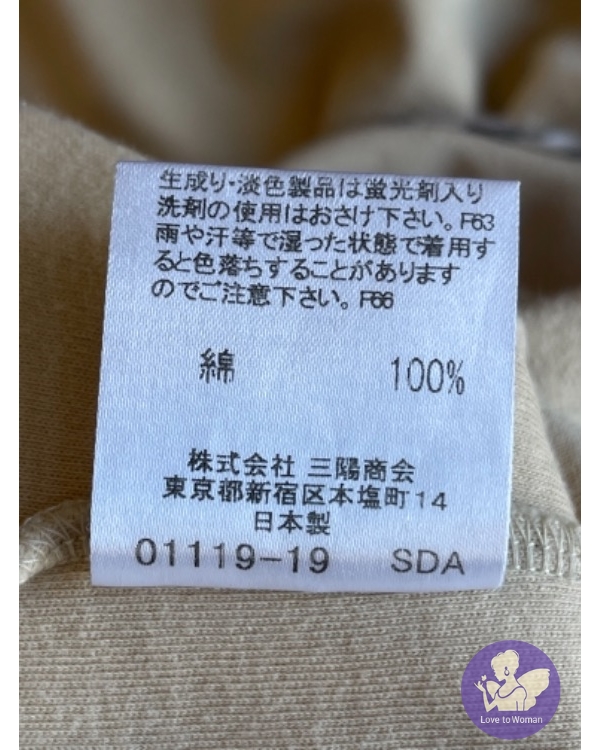 生成り・淡色製品は蛍光剤入り
洗剤の使用はおさけ下さい。F63
雨や汗等で湿った状態で着用す
ると色落ちすることがあります
のでご注意下さい。F66
綿 100%
株式会社 三陽商会
東京都新宿区本塩町14
日本製
01119-19 SDA
Love to Woman